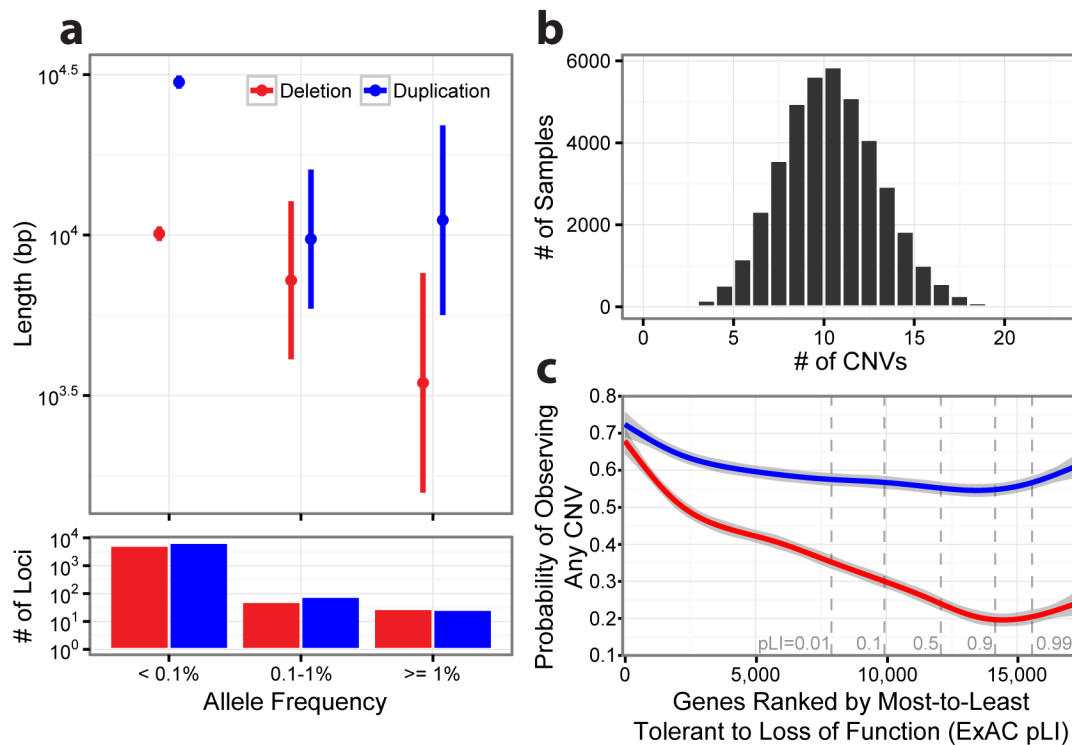 a
10^4.5
10^4
10^3.5
Length (bp)
Deletion
Duplication
10^4
10^3
10^2
10^1
10^0
# of Loci
< 0.1%
0.1-1%
>= 1%
Allele Frequency
b
6000
4000
2000
0
# of Samples
0
5
10
15
20
# of CNVs
c
0.8
0.7
0.6
0.5
0.4
0.3
0.2
0.1
Probability of Observing
Any CNV
pLI=0.01
0.1
0.5
0.9
0.99
0
5,000
10,000
15,000
Genes Ranked by Most-to-Least
Tolerant to Loss of Function (ExAC pLI)